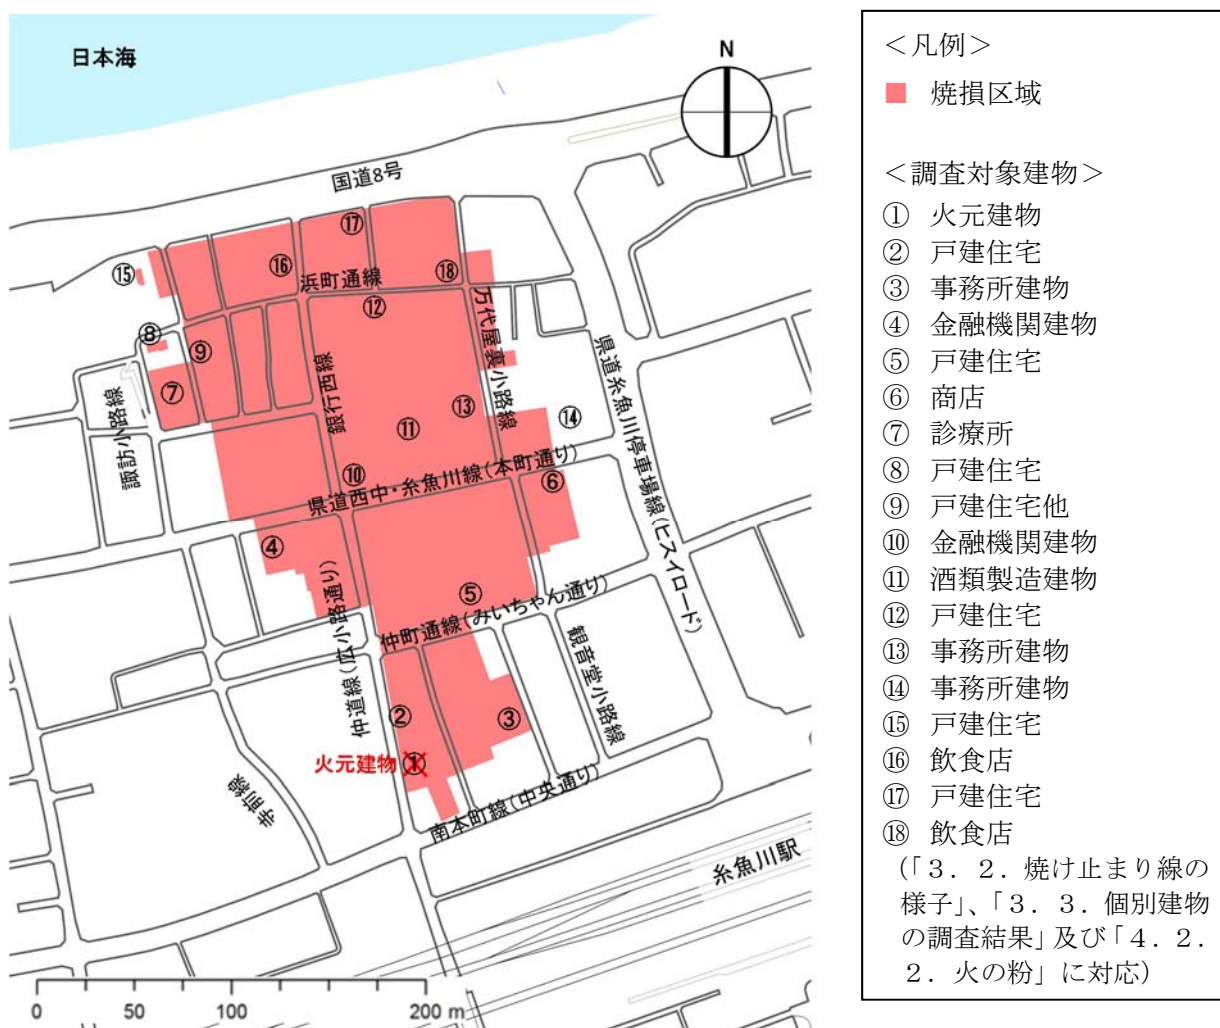 日本海
N
国道8号
⑰
⑮
⑯
⑱
浜町通線
⑫
万代屋裏小路線
⑧
⑨
県道糸魚川停車場線(ヒスイロード)
銀行西線
⑦
諏訪小路線
⑬
⑭
⑪
⑩
県道西中・糸魚川線(本町通り)
⑥
④
⑤
仲町通線(みいちゃん通り)
仲道線(広小路通り)
観音堂小路線
②
③
火元建物 ①
寺前線
南本町線(中央通り)
糸魚川駅
0 50 100 200 m
＜凡例＞
焼損区域
＜調査対象建物＞
① 火元建物
② 戸建住宅
③ 事務所建物
④ 金融機関建物
⑤ 戸建住宅
⑥ 商店
⑦ 診療所
⑧ 戸建住宅
⑨ 戸建住宅他
⑩ 金融機関建物
⑪ 酒類製造建物
⑫ 戸建住宅
⑬ 事務所建物
⑭ 事務所建物
⑮ 戸建住宅
⑯ 飲食店
⑰ 戸建住宅
⑱ 飲食店
(「３．２．焼け止まり線の
様子」、「３．３．個別建物
の調査結果」及び「４．２．
２．火の粉」に対応)